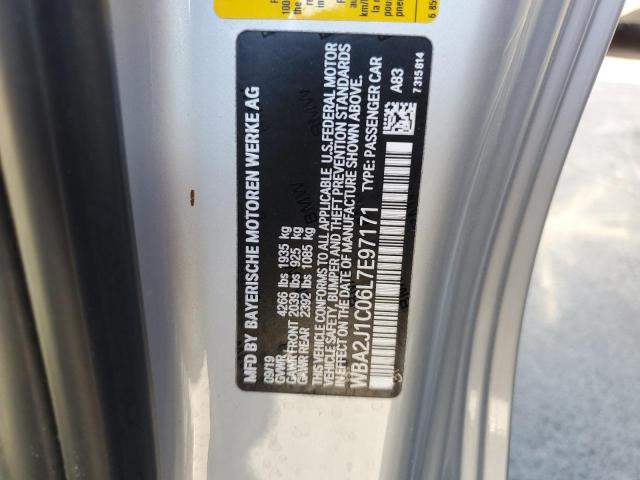 MFD BY BAYERISCHE MOTOREN WERKE AG
09/19
GVWR 4266 lbs 1935 kg
GAWR FRONT 2039 lbs 925 kg
GAWR REAR 2392 lbs 1085 kg
THIS VEHICLE CONFORMS TO ALL APPLICABLE U.S. FEDERAL MOTOR
VEHICLE SAFETY, BUMPER AND THEFT PREVENTION STANDARDS
IN EFFECT ON THE DATE OF MANUFACTURE SHOWN ABOVE.
WBA2J1C06L7E97171 TYPE: PASSENGER CAR
A83
7 315 814